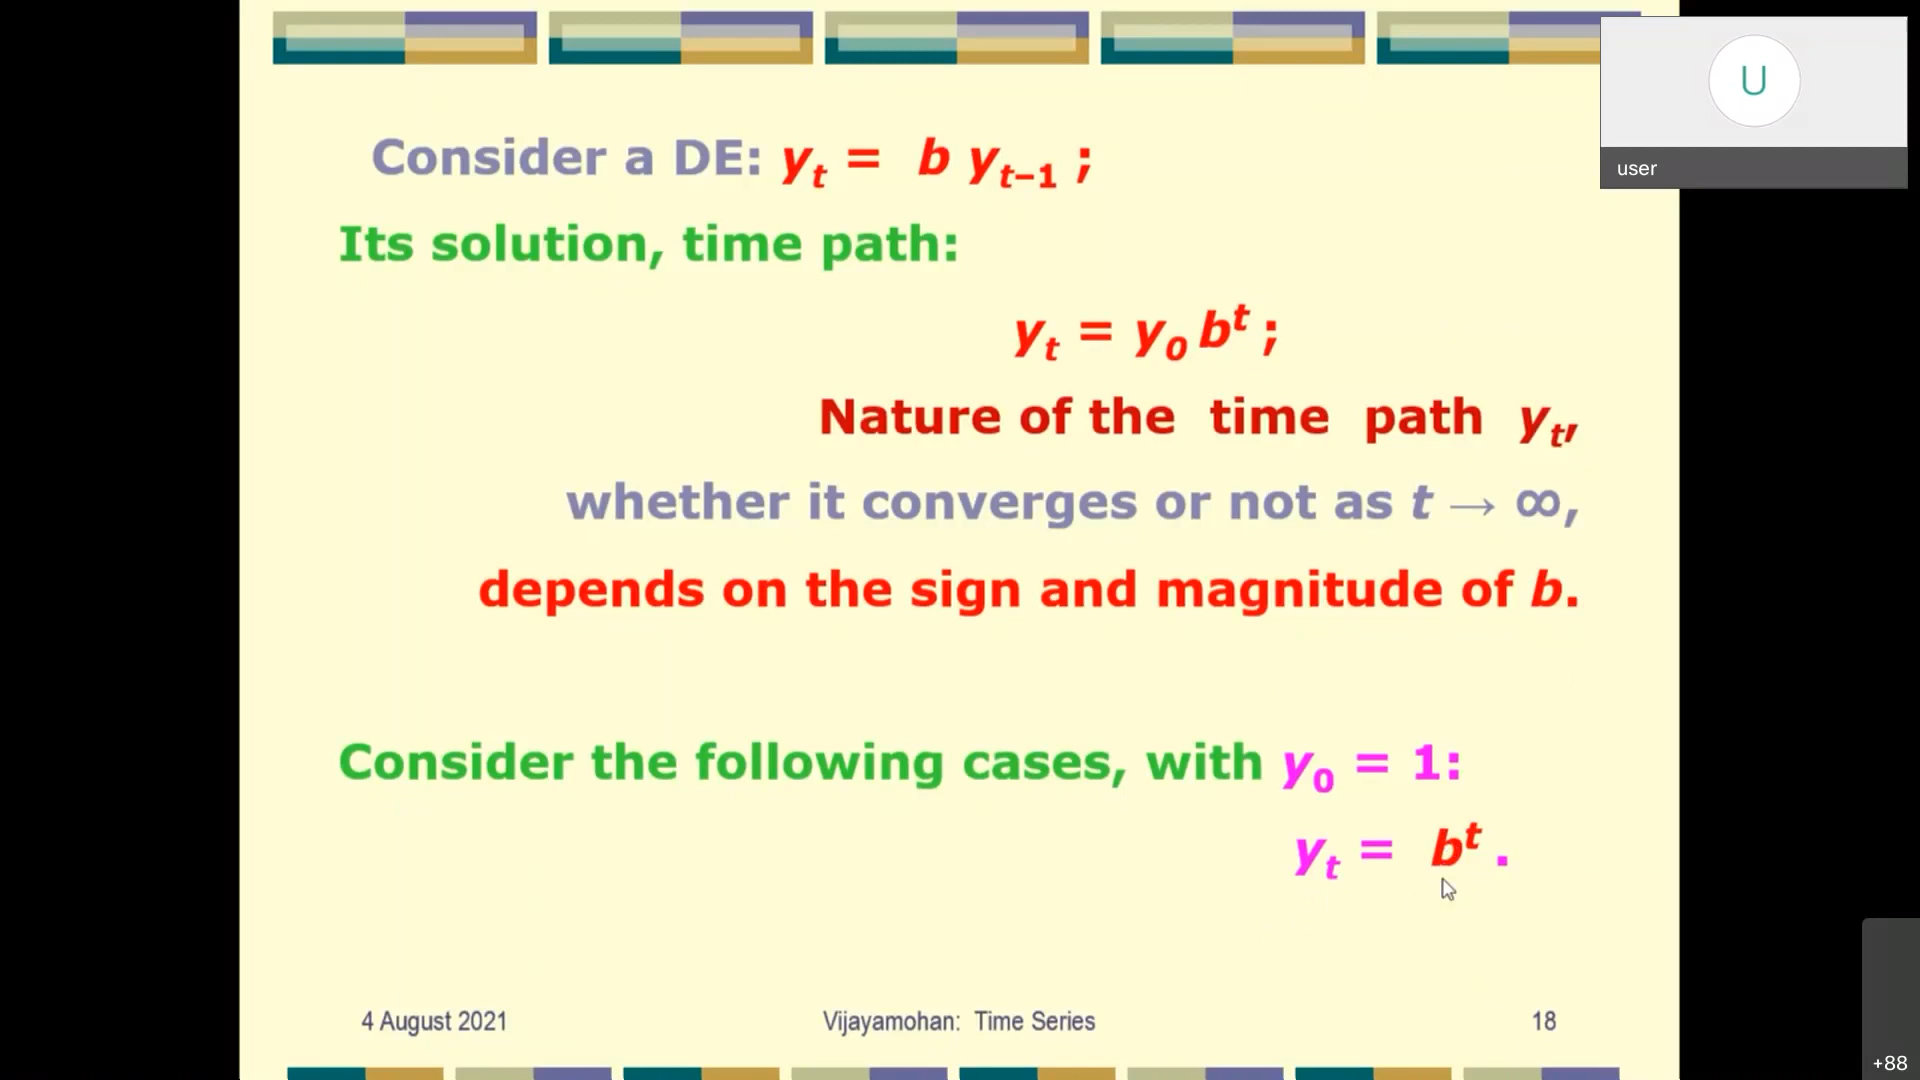 Consider a DE: yₜ = b yₜ₋₁ ;
Its solution, time path:
yₜ = y₀ bᵗ ;
Nature of the time path yₜ,
whether it converges or not as t → ∞,
depends on the sign and magnitude of b.
Consider the following cases, with y₀ = 1:
yₜ = bᵗ .
4 August 2021
Vijayamohan: Time Series
18
U
user
+88